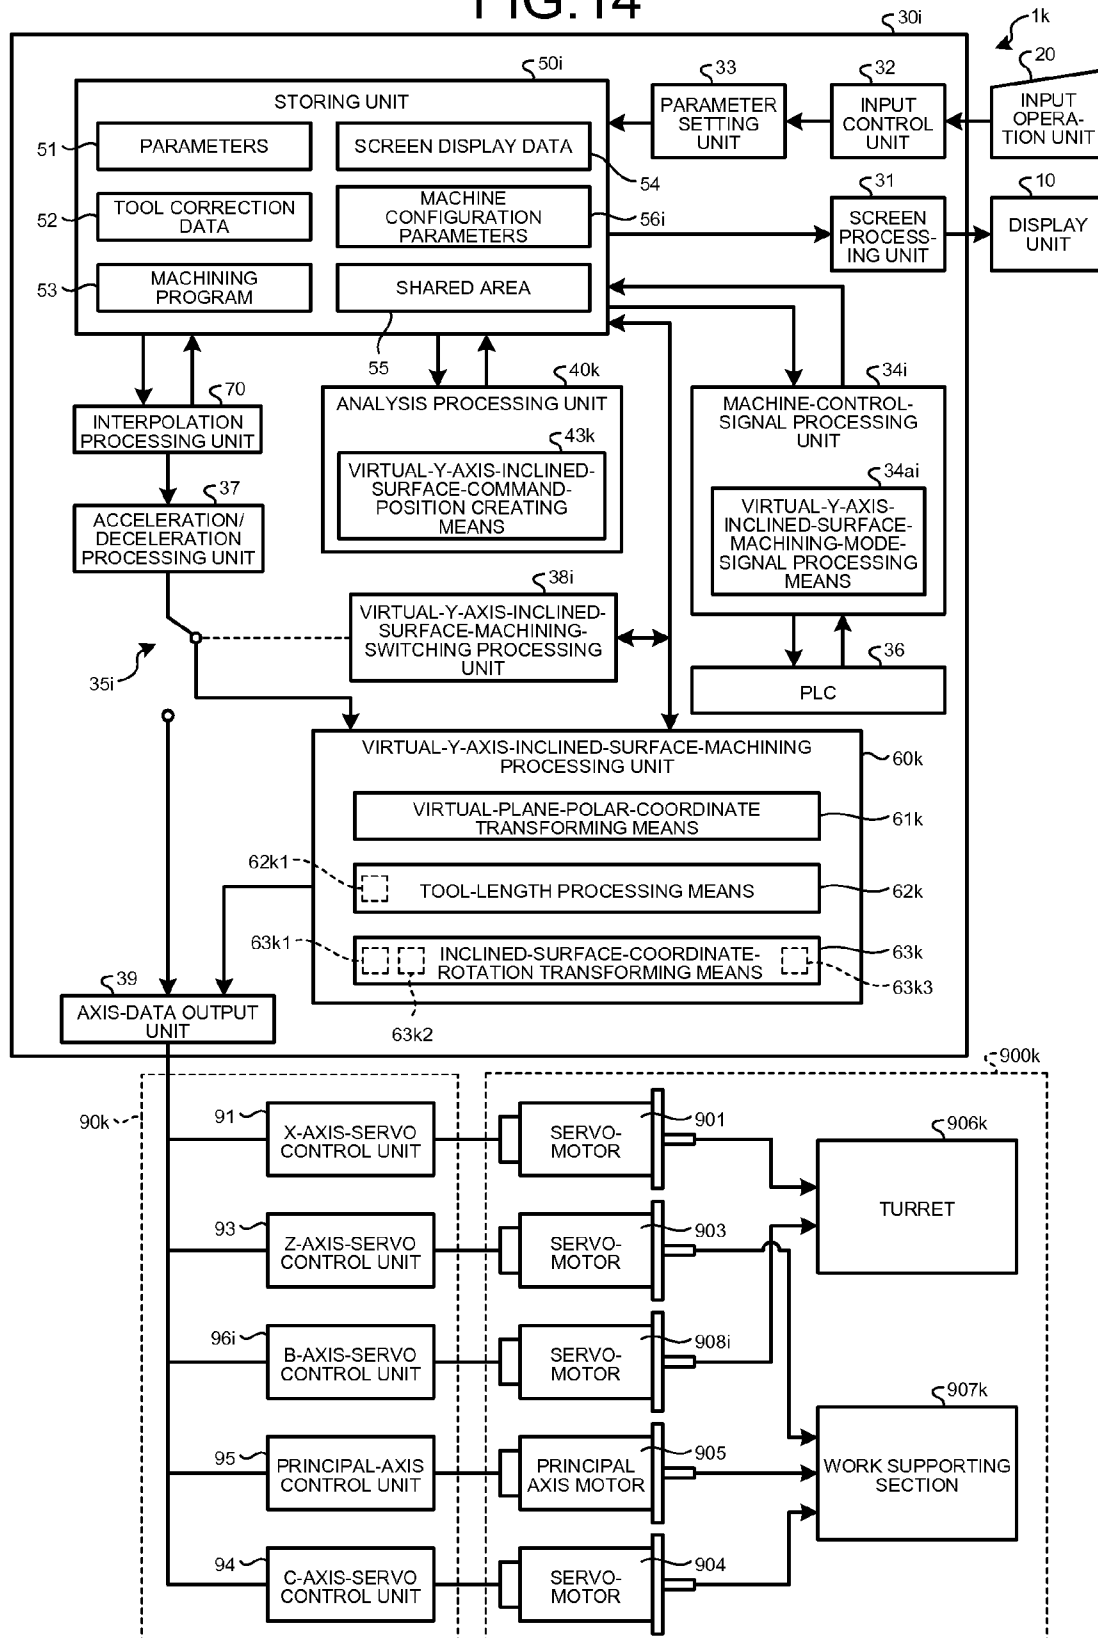 FIG.14
30i
1k
50i
33
32
20
STORING UNIT
PARAMETER
SETTING
UNIT
INPUT
CONTROL
UNIT
INPUT
OPERA-
TION UNIT
51
PARAMETERS
SCREEN DISPLAY DATA
54
31
10
52
TOOL CORRECTION
DATA
MACHINE
CONFIGURATION
PARAMETERS
56i
SCREEN
PROCESS-
ING UNIT
DISPLAY
UNIT
53
MACHINING
PROGRAM
SHARED AREA
55
70
40k
34i
INTERPOLATION
PROCESSING UNIT
ANALYSIS PROCESSING UNIT
MACHINE-CONTROL-
SIGNAL PROCESSING
UNIT
43k
34ai
VIRTUAL-Y-AXIS-INCLINED-
SURFACE-COMMAND-
POSITION CREATING
MEANS
VIRTUAL-Y-AXIS-
INCLINED-SURFACE-
MACHINING-MODE-
SIGNAL PROCESSING
MEANS
37
ACCELERATION/
DECELERATION
PROCESSING UNIT
38i
VIRTUAL-Y-AXIS-INCLINED-
SURFACE-MACHINING-
SWITCHING PROCESSING
UNIT
35i
36
PLC
VIRTUAL-Y-AXIS-INCLINED-SURFACE-MACHINING
PROCESSING UNIT
60k
VIRTUAL-PLANE-POLAR-COORDINATE
TRANSFORMING MEANS
61k
62k1
TOOL-LENGTH PROCESSING MEANS
62k
63k1
INCLINED-SURFACE-COORDINATE-
ROTATION TRANSFORMING MEANS
63k
63k2
63k3
39
AXIS-DATA OUTPUT
UNIT
900k
90k
91
X-AXIS-SERVO
CONTROL UNIT
SERVO-
MOTOR
901
906k
TURRET
93
Z-AXIS-SERVO
CONTROL UNIT
SERVO-
MOTOR
903
96i
B-AXIS-SERVO
CONTROL UNIT
SERVO-
MOTOR
908i
907k
95
PRINCIPAL-AXIS
CONTROL UNIT
PRINCIPAL
AXIS MOTOR
905
WORK SUPPORTING
SECTION
94
C-AXIS-SERVO
CONTROL UNIT
SERVO-
MOTOR
904